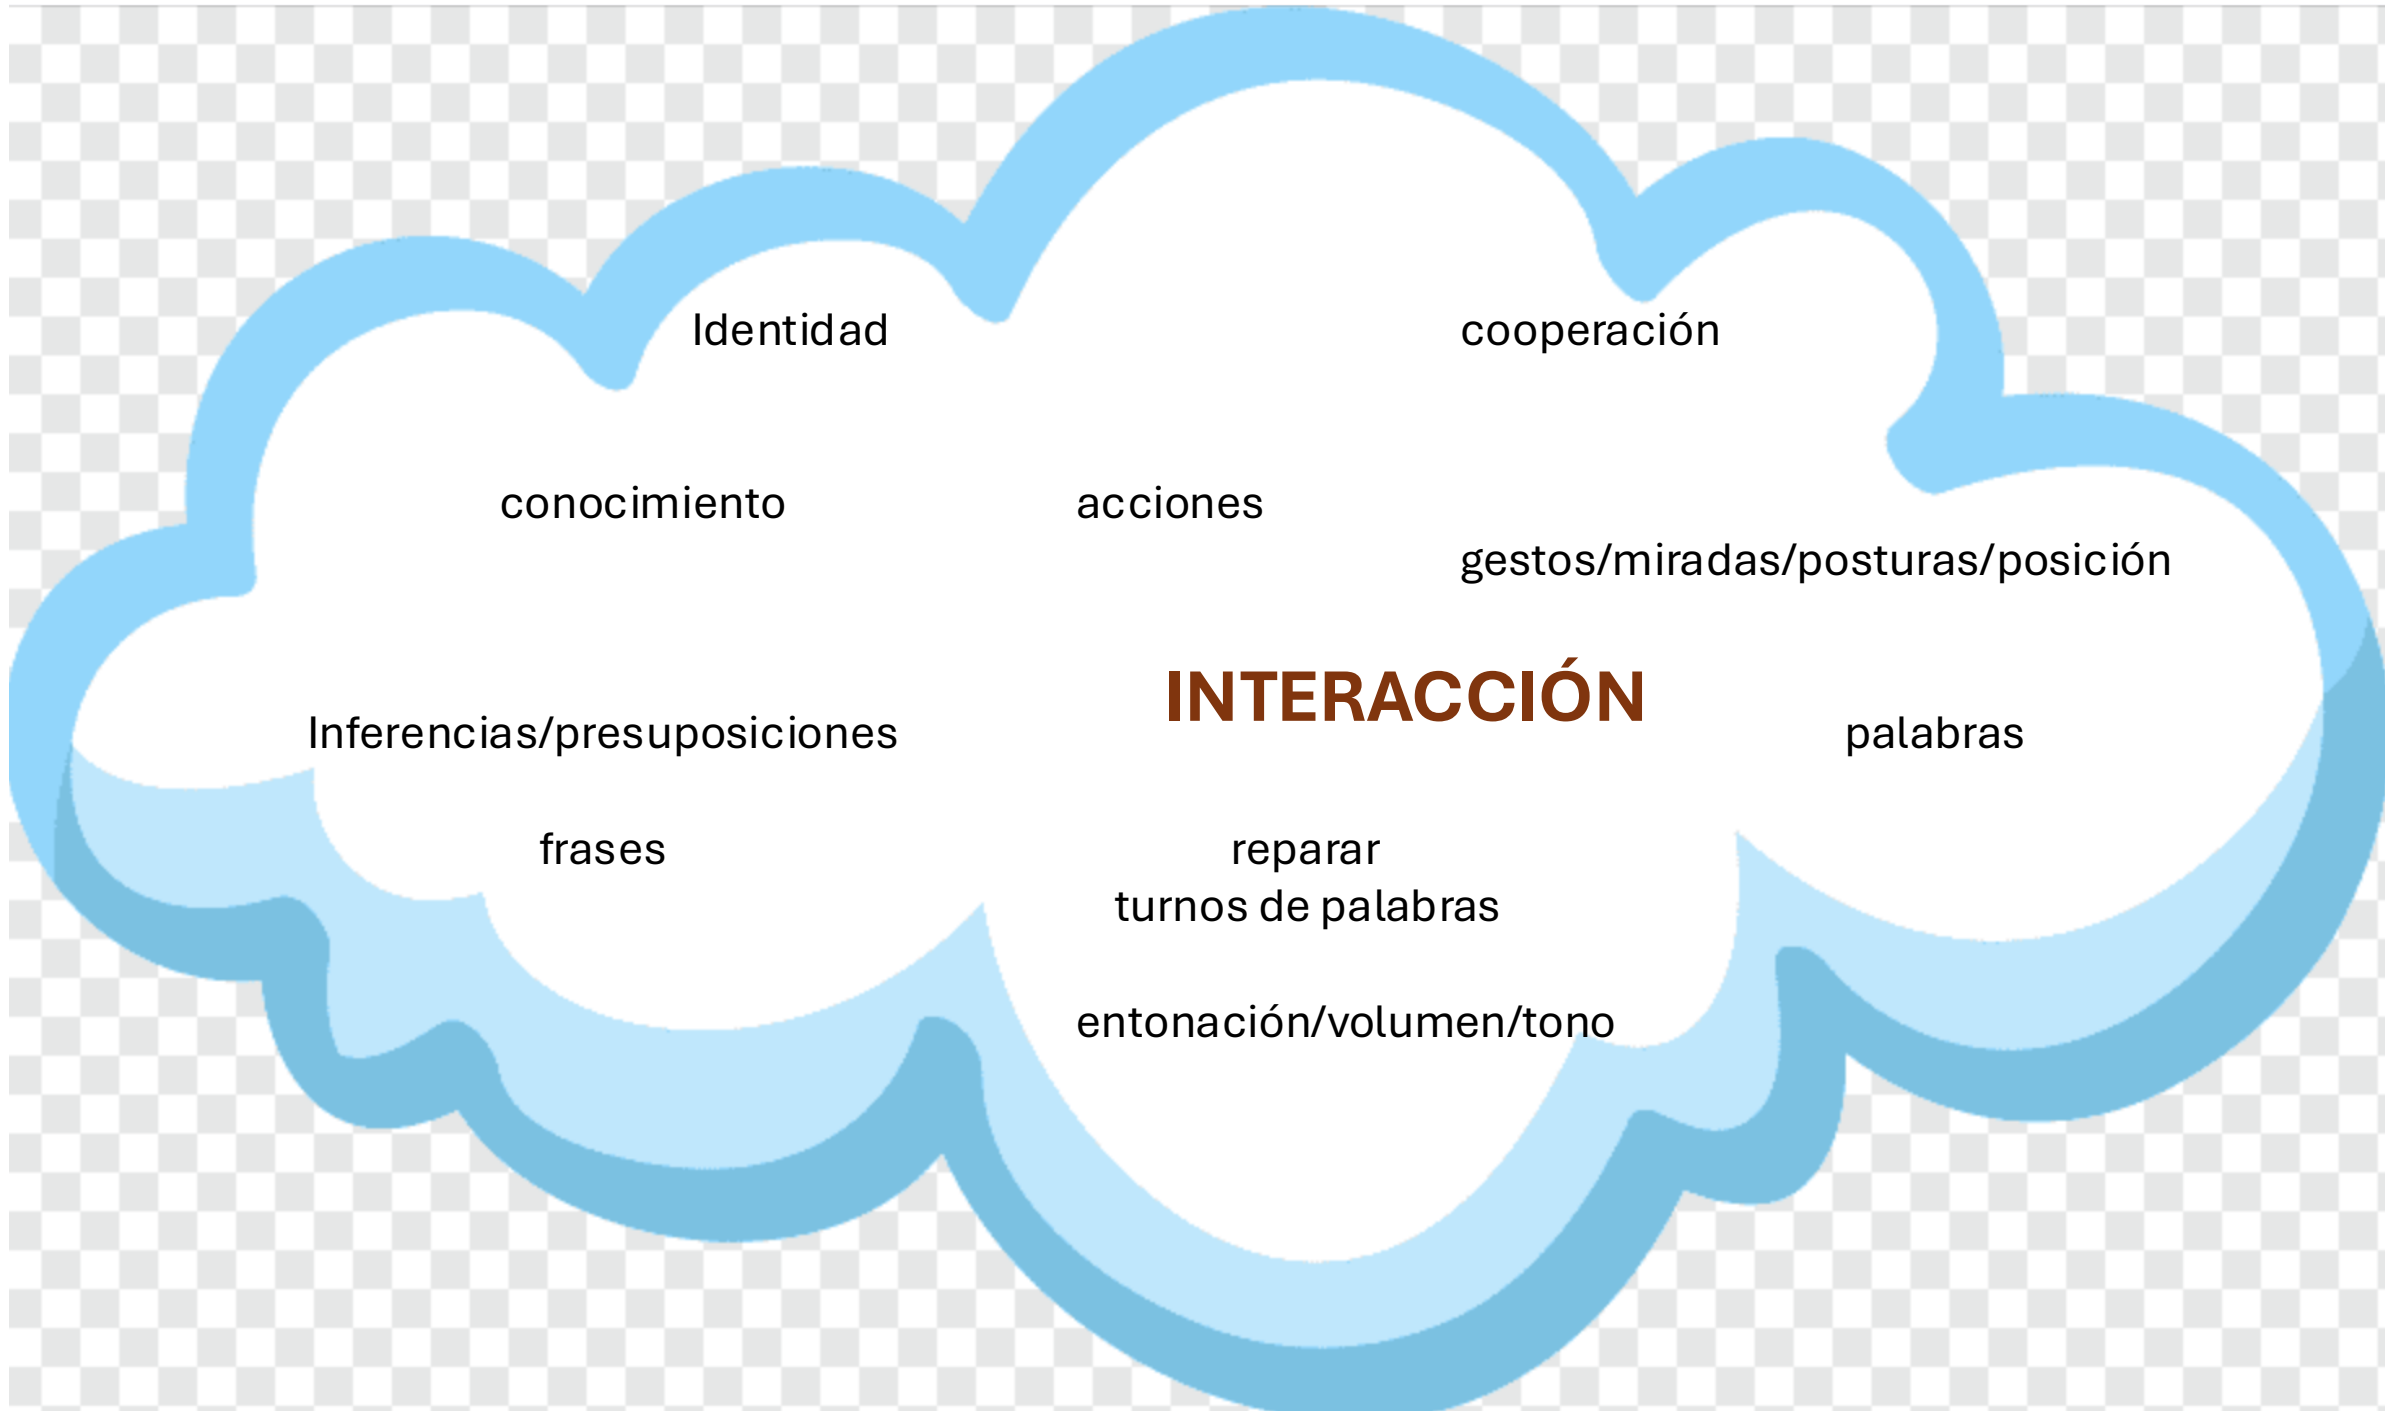 Identidad
cooperación
conocimiento
acciones
gestos/miradas/posturas/posición
INTERACCIÓN
Inferencias/presuposiciones
palabras
frases
reparar
turnos de palabras
entonación/volumen/tono